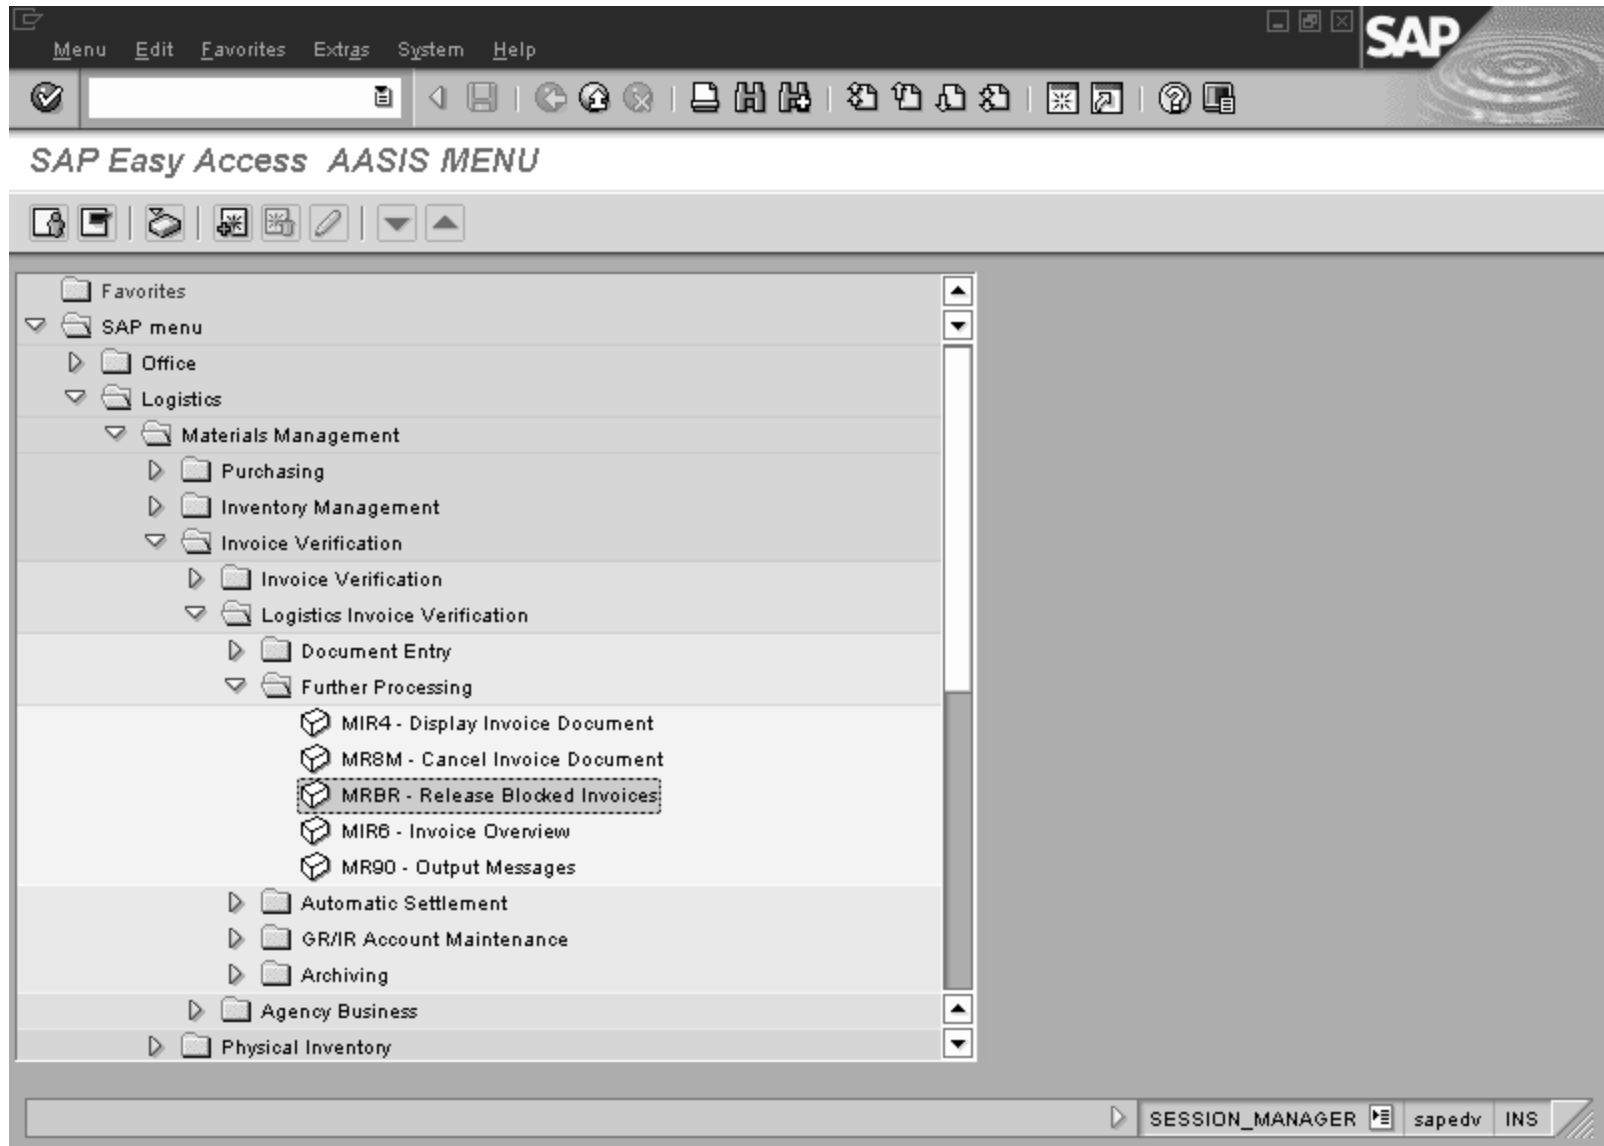 SAP
Menu Edit Favorites Extras System Help
SAP Easy Access AASIS MENU
Favorites
SAP menu
Office
Logistics
Materials Management
Purchasing
Inventory Management
Invoice Verification
Invoice Verification
Logistics Invoice Verification
Document Entry
Further Processing
MIR4 - Display Invoice Document
MR8M - Cancel Invoice Document
MRBR - Release Blocked Invoices
MIR6 - Invoice Overview
MR90 - Output Messages
Automatic Settlement
GR/IR Account Maintenance
Archiving
Agency Business
Physical Inventory
SESSION_MANAGER sapedv INS